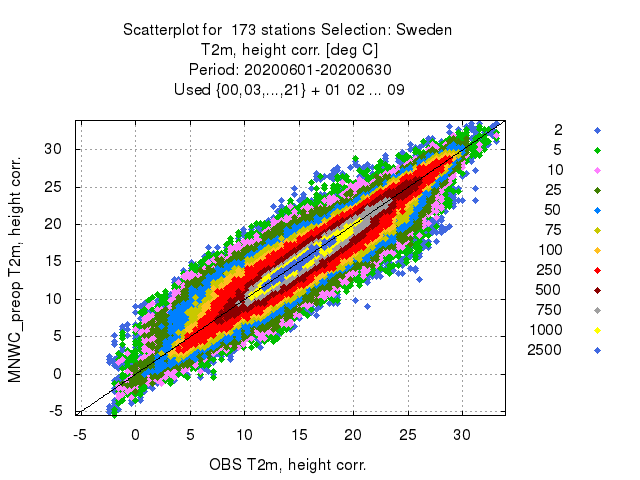 Scatterplot for 173 stations Selection: Sweden
T2m, height corr. [deg C]
Period: 20200601-20200630
Used {00,03,...,21} + 01 02 ... 09
MNWC_preop T2m, height corr.
30
25
20
15
10
5
0
-5
-5 0 5 10 15 20 25 30
OBS T2m, height corr.
2
5
10
25
50
75
100
250
500
750
1000
2500